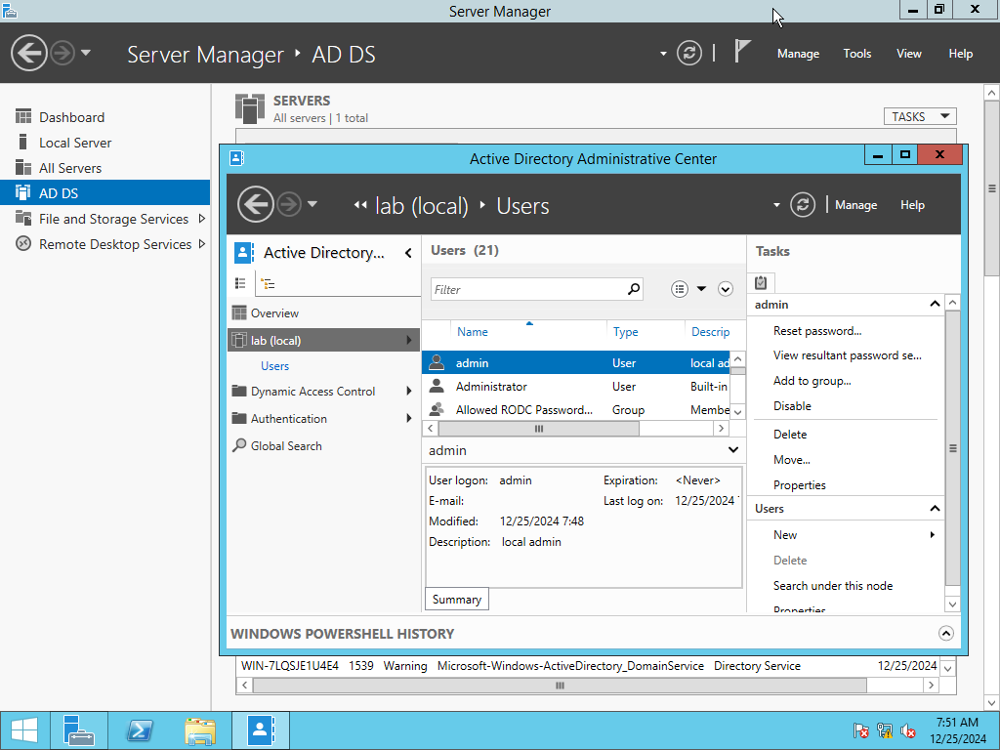 Server Manager
Server Manager ‣ AD DS
Manage Tools View Help
Dashboard
Local Server
All Servers
AD DS
File and Storage Services
Remote Desktop Services
SERVERS
All servers | 1 total
TASKS
Active Directory Administrative Center
lab (local) ‣ Users
Manage Help
Active Directory...
Overview
lab (local)
Users
Dynamic Access Control
Authentication
Global Search
Users (21)
Filter
Name Type Descrip
admin User local ad
Administrator User Built-in
Allowed RODC Password... Group Membe
admin
User logon: admin Expiration: <Never>
E-mail: Last log on: 12/25/2024
Modified: 12/25/2024 7:48
Description: local admin
Summary
Tasks
admin
Reset password...
View resultant password se...
Add to group...
Disable
Delete
Move...
Properties
Users
New
Delete
Search under this node
Properties
WINDOWS POWERSHELL HISTORY
WIN-7LQSJE1U4E4 1539 Warning Microsoft-Windows-ActiveDirectory_DomainService Directory Service 12/25/2024
7:51 AM
12/25/2024